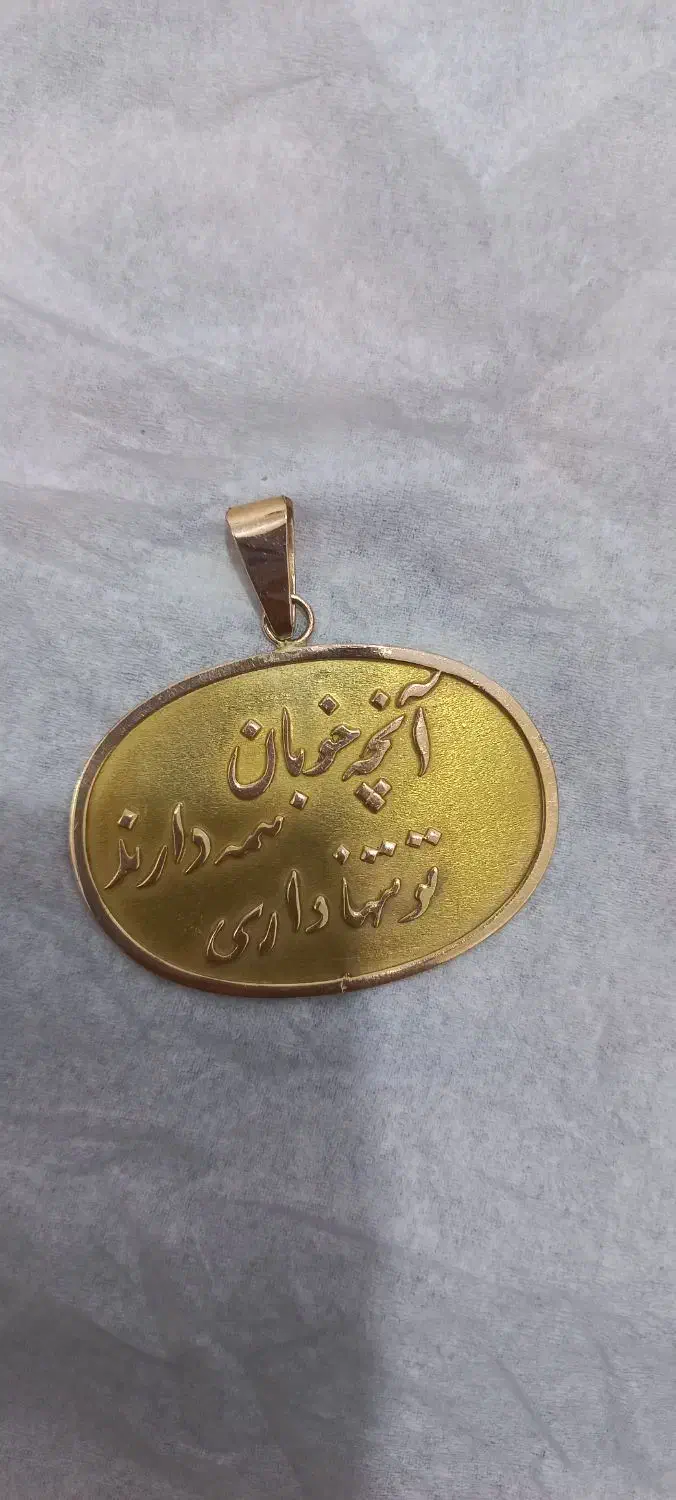 آنچه خوبان
همه دارند
تو تنها داری